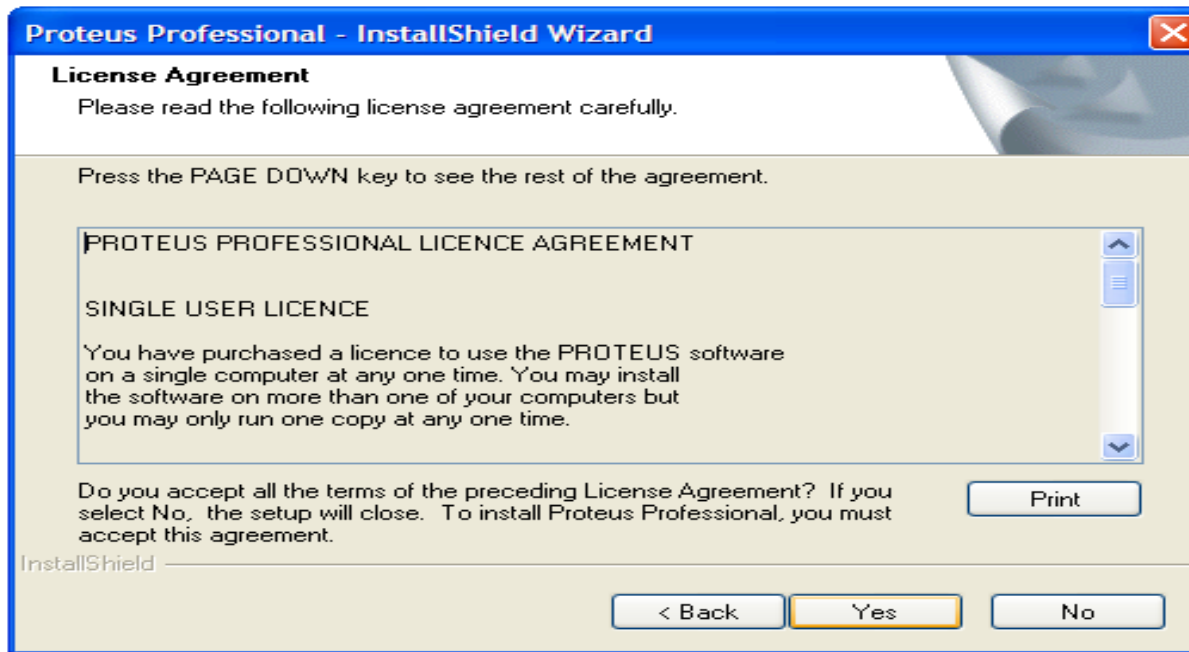 Proteus Professional - InstallShield Wizard
License Agreement
Please read the following license agreement carefully.
Press the PAGE DOWN key to see the rest of the agreement.
PROTEUS PROFESSIONAL LICENCE AGREEMENT
SINGLE USER LICENCE
You have purchased a licence to use the PROTEUS software
on a single computer at any one time. You may install
the software on more than one of your computers but
you may only run one copy at any one time.
Do you accept all the terms of the preceding License Agreement?  If you
select No,  the setup will close.  To install Proteus Professional, you must
accept this agreement.
Print
InstallShield
< Back
Yes
No